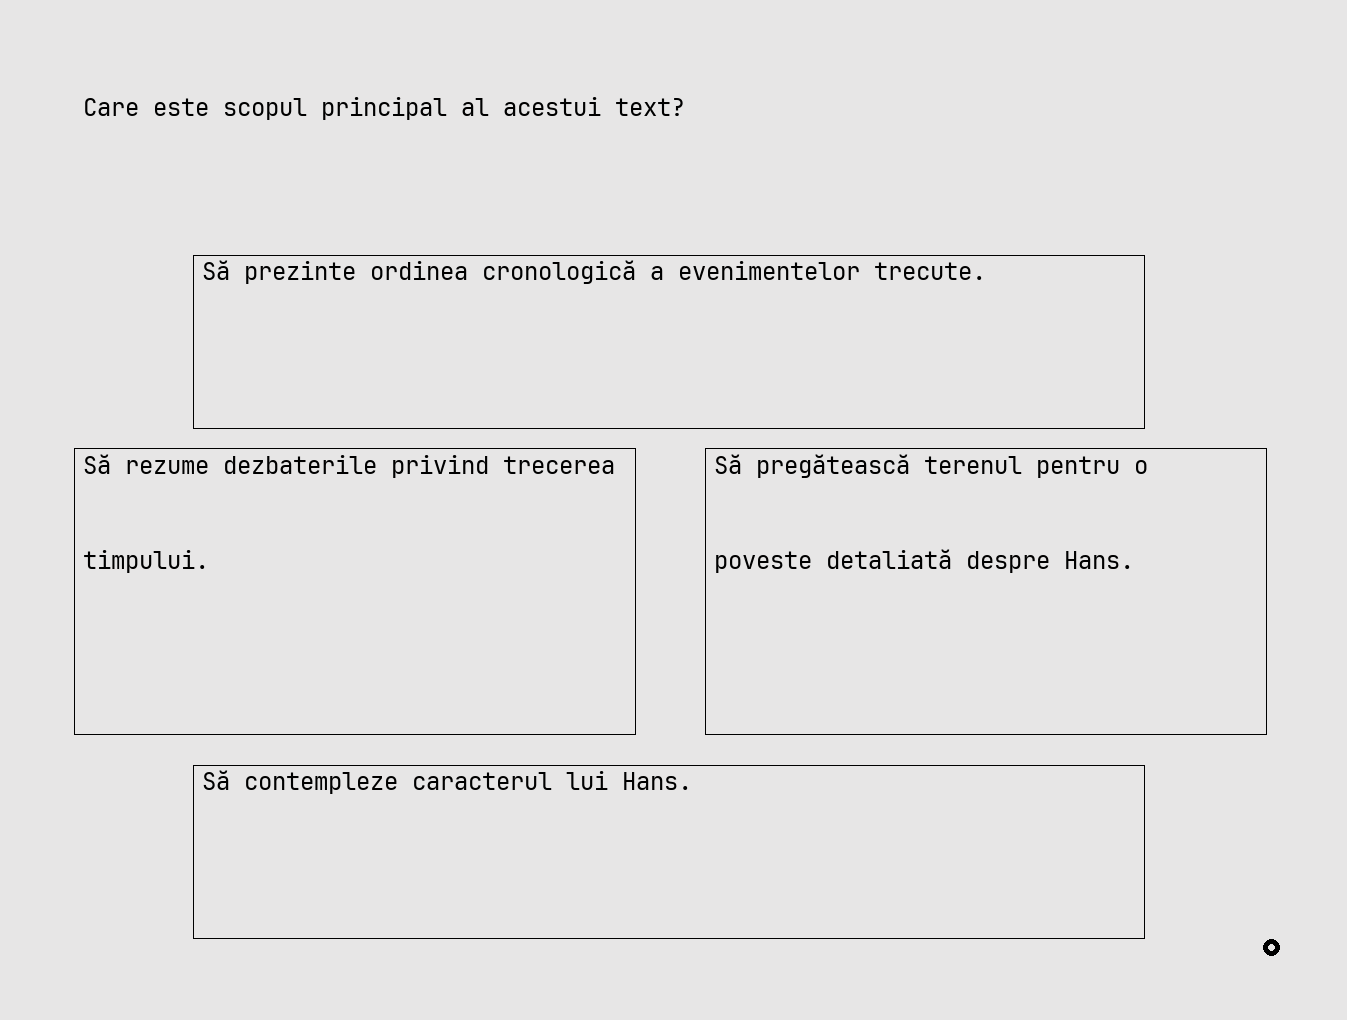 Care este scopul principal al acestui text?
Să prezinte ordinea cronologică a evenimentelor trecute.
Să rezume dezbaterile privind trecerea
timpului.
Să pregătească terenul pentru o
poveste detaliată despre Hans.
Să contempleze caracterul lui Hans.